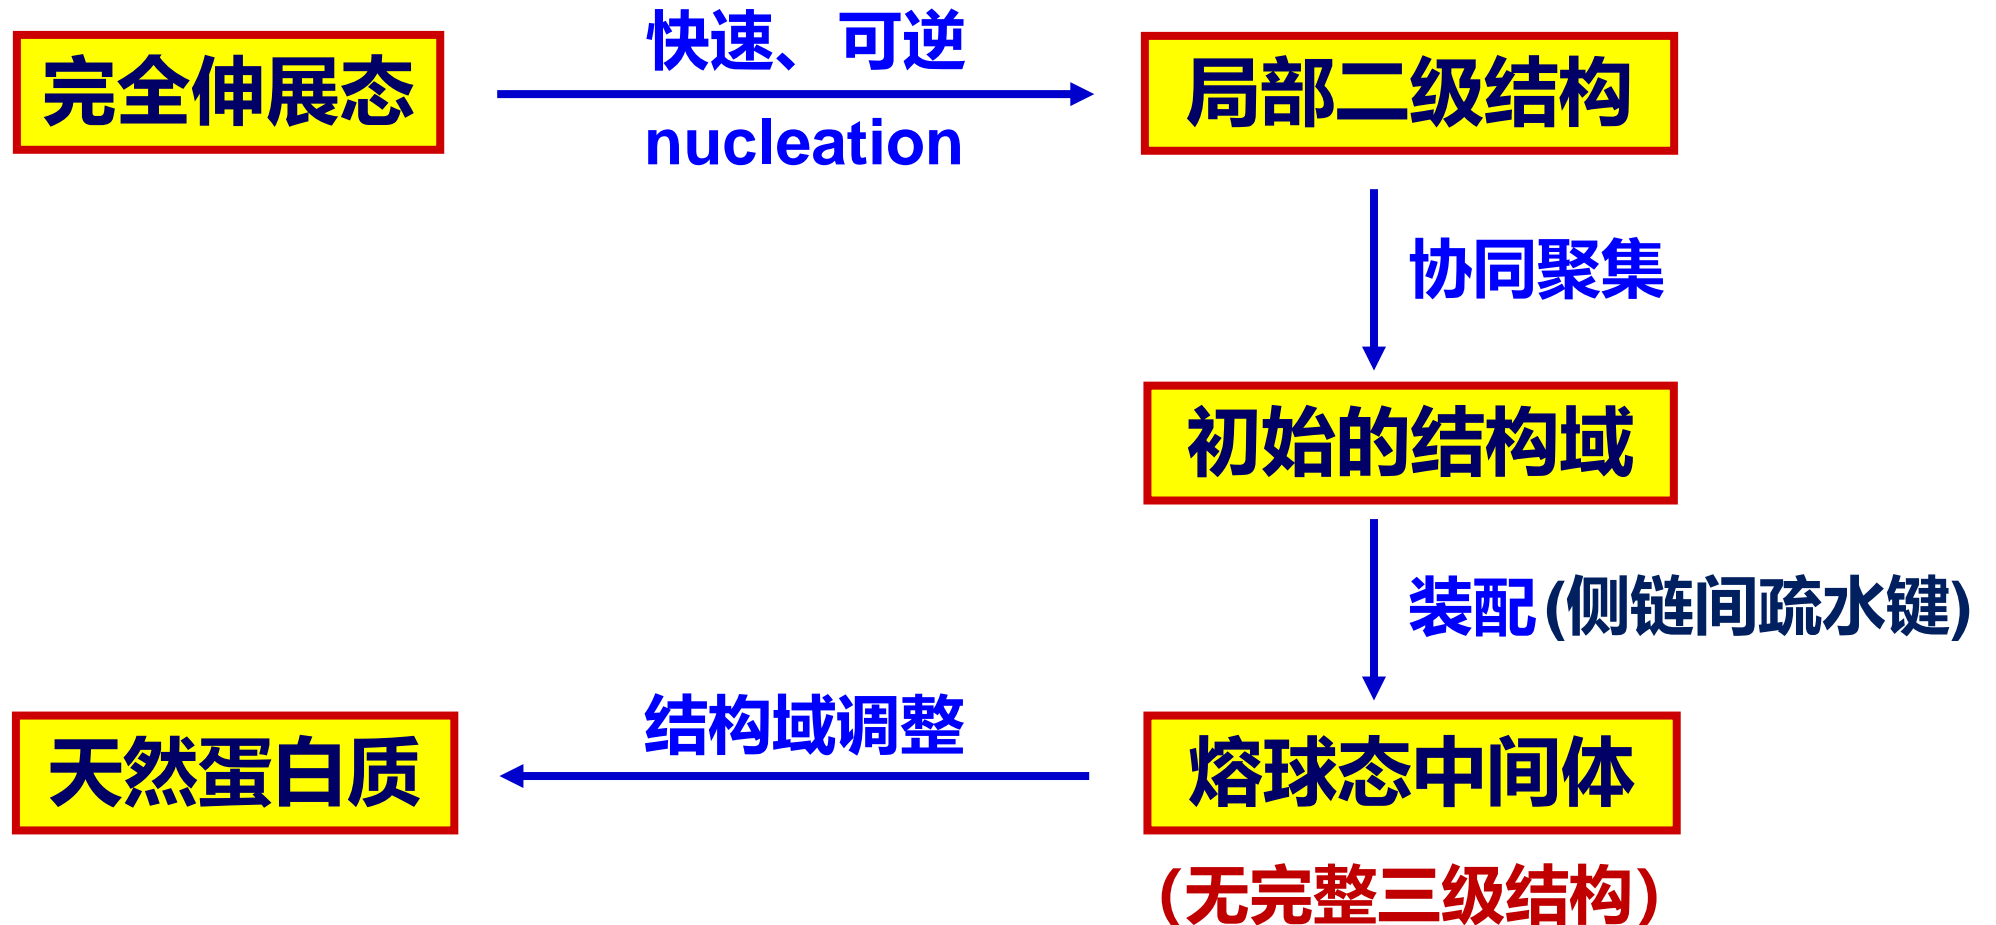 完全伸展态
快速、可逆
nucleation
局部二级结构
协同聚集
初始的结构域
装配(侧链间疏水键)
熔球态中间体
(无完整三级结构)
结构域调整
天然蛋白质